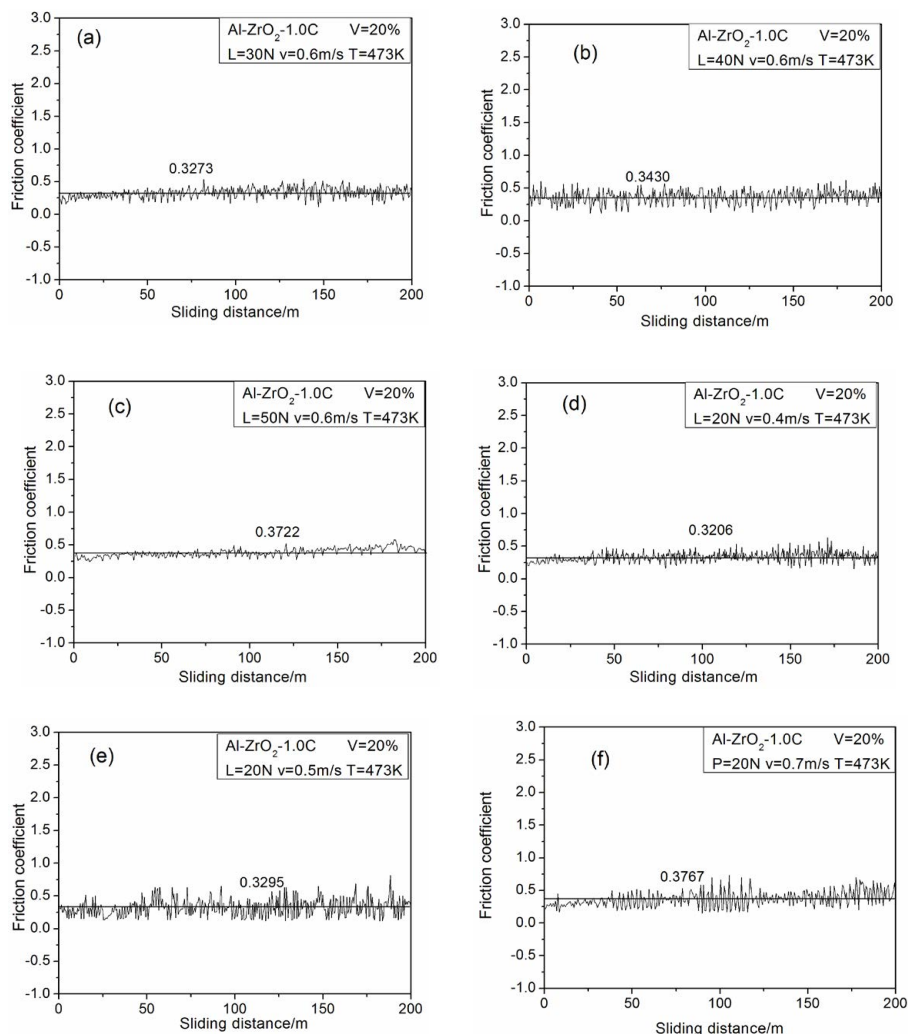 (a)
Al-ZrO2-1.0C V=20%
L=30N v=0.6m/s T=473K
0.3273
Friction coefficient
3.0
2.5
2.0
1.5
1.0
0.5
0.0
-0.5
-1.0
0 50 100 150 200
Sliding distance/m
(b)
Al-ZrO2-1.0C V=20%
L=40N v=0.6m/s T=473K
0.3430
Friction coefficient
3.0
2.5
2.0
1.5
1.0
0.5
0.0
-0.5
-1.0
0 50 100 150 200
Sliding distance/m
(c)
Al-ZrO2-1.0C V=20%
L=50N v=0.6m/s T=473K
0.3722
Friction coefficient
3.0
2.5
2.0
1.5
1.0
0.5
0.0
-0.5
-1.0
0 50 100 150 200
Sliding distance/m
(d)
Al-ZrO2-1.0C V=20%
L=20N v=0.4m/s T=473K
0.3206
Friction coefficient
3.0
2.5
2.0
1.5
1.0
0.5
0.0
-0.5
-1.0
0 50 100 150 200
Sliding distance/m
(e)
Al-ZrO2-1.0C V=20%
L=20N v=0.5m/s T=473K
0.3295
Friction coefficient
3.0
2.5
2.0
1.5
1.0
0.5
0.0
-0.5
-1.0
0 50 100 150 200
Sliding distance/m
(f)
Al-ZrO2-1.0C V=20%
P=20N v=0.7m/s T=473K
0.3767
Friction coefficient
3.0
2.5
2.0
1.5
1.0
0.5
0.0
-0.5
-1.0
0 50 100 150 200
Sliding distance/m